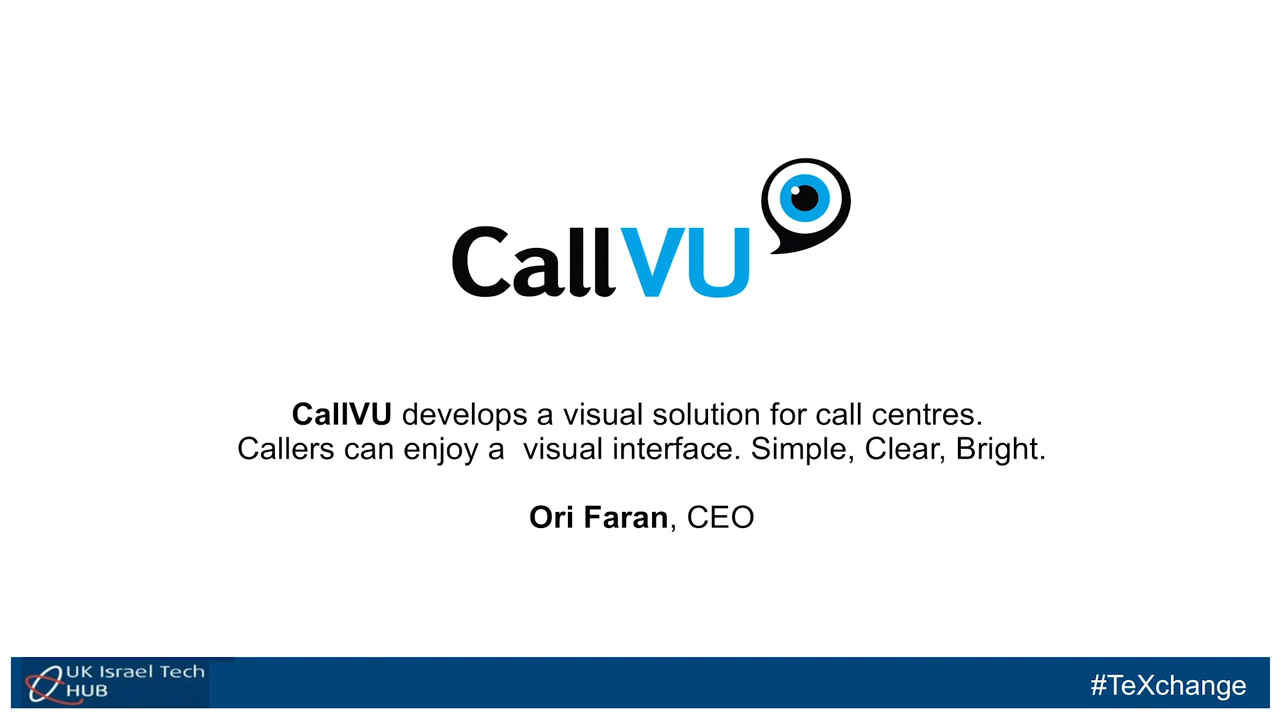 CallVU
CallVU develops a visual solution for call centres.
Callers can enjoy a  visual interface. Simple, Clear, Bright.
Ori Faran, CEO
UK Israel Tech
HUB
#TeXchange